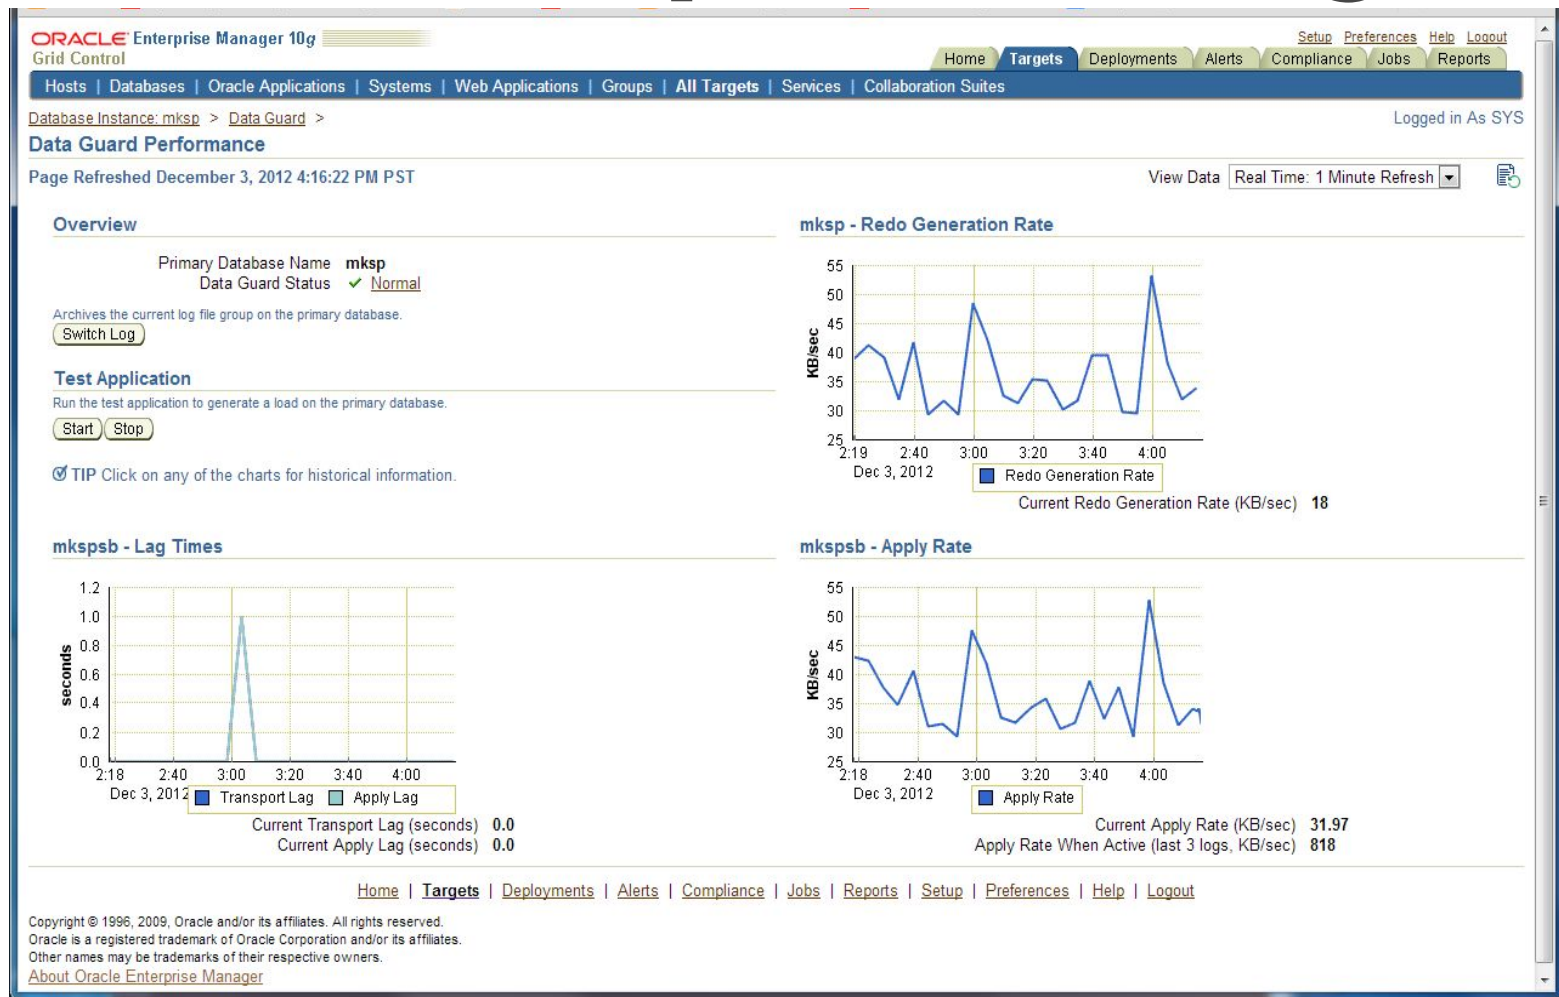 ORACLE Enterprise Manager 10g
Grid Control
Setup Preferences Help Logout
Home Targets Deployments Alerts Compliance Jobs Reports
Hosts | Databases | Oracle Applications | Systems | Web Applications | Groups | All Targets | Services | Collaboration Suites
Database Instance: mksp > Data Guard >
Logged in As SYS
Data Guard Performance
Page Refreshed December 3, 2012 4:16:22 PM PST
View Data Real Time: 1 Minute Refresh
Overview
Primary Database Name mksp
Data Guard Status Normal
Archives the current log file group on the primary database.
Switch Log
Test Application
Run the test application to generate a load on the primary database.
Start Stop
TIP Click on any of the charts for historical information.
mksp - Redo Generation Rate
55
50
45
40
35
30
25
KB/sec
2:19 2:40 3:00 3:20 3:40 4:00
Dec 3, 2012
Redo Generation Rate
Current Redo Generation Rate (KB/sec) 18
mkspsb - Lag Times
1.2
1.0
0.8
0.6
0.4
0.2
0.0
seconds
2:18 2:40 3:00 3:20 3:40 4:00
Dec 3, 2012
Transport Lag Apply Lag
Current Transport Lag (seconds) 0.0
Current Apply Lag (seconds) 0.0
mkspsb - Apply Rate
55
50
45
40
35
30
25
KB/sec
2:18 2:40 3:00 3:20 3:40 4:00
Dec 3, 2012
Apply Rate
Current Apply Rate (KB/sec) 31.97
Apply Rate When Active (last 3 logs, KB/sec) 818
Home | Targets | Deployments | Alerts | Compliance | Jobs | Reports | Setup | Preferences | Help | Logout
Copyright © 1996, 2009, Oracle and/or its affiliates. All rights reserved.
Oracle is a registered trademark of Oracle Corporation and/or its affiliates.
Other names may be trademarks of their respective owners.
About Oracle Enterprise Manager